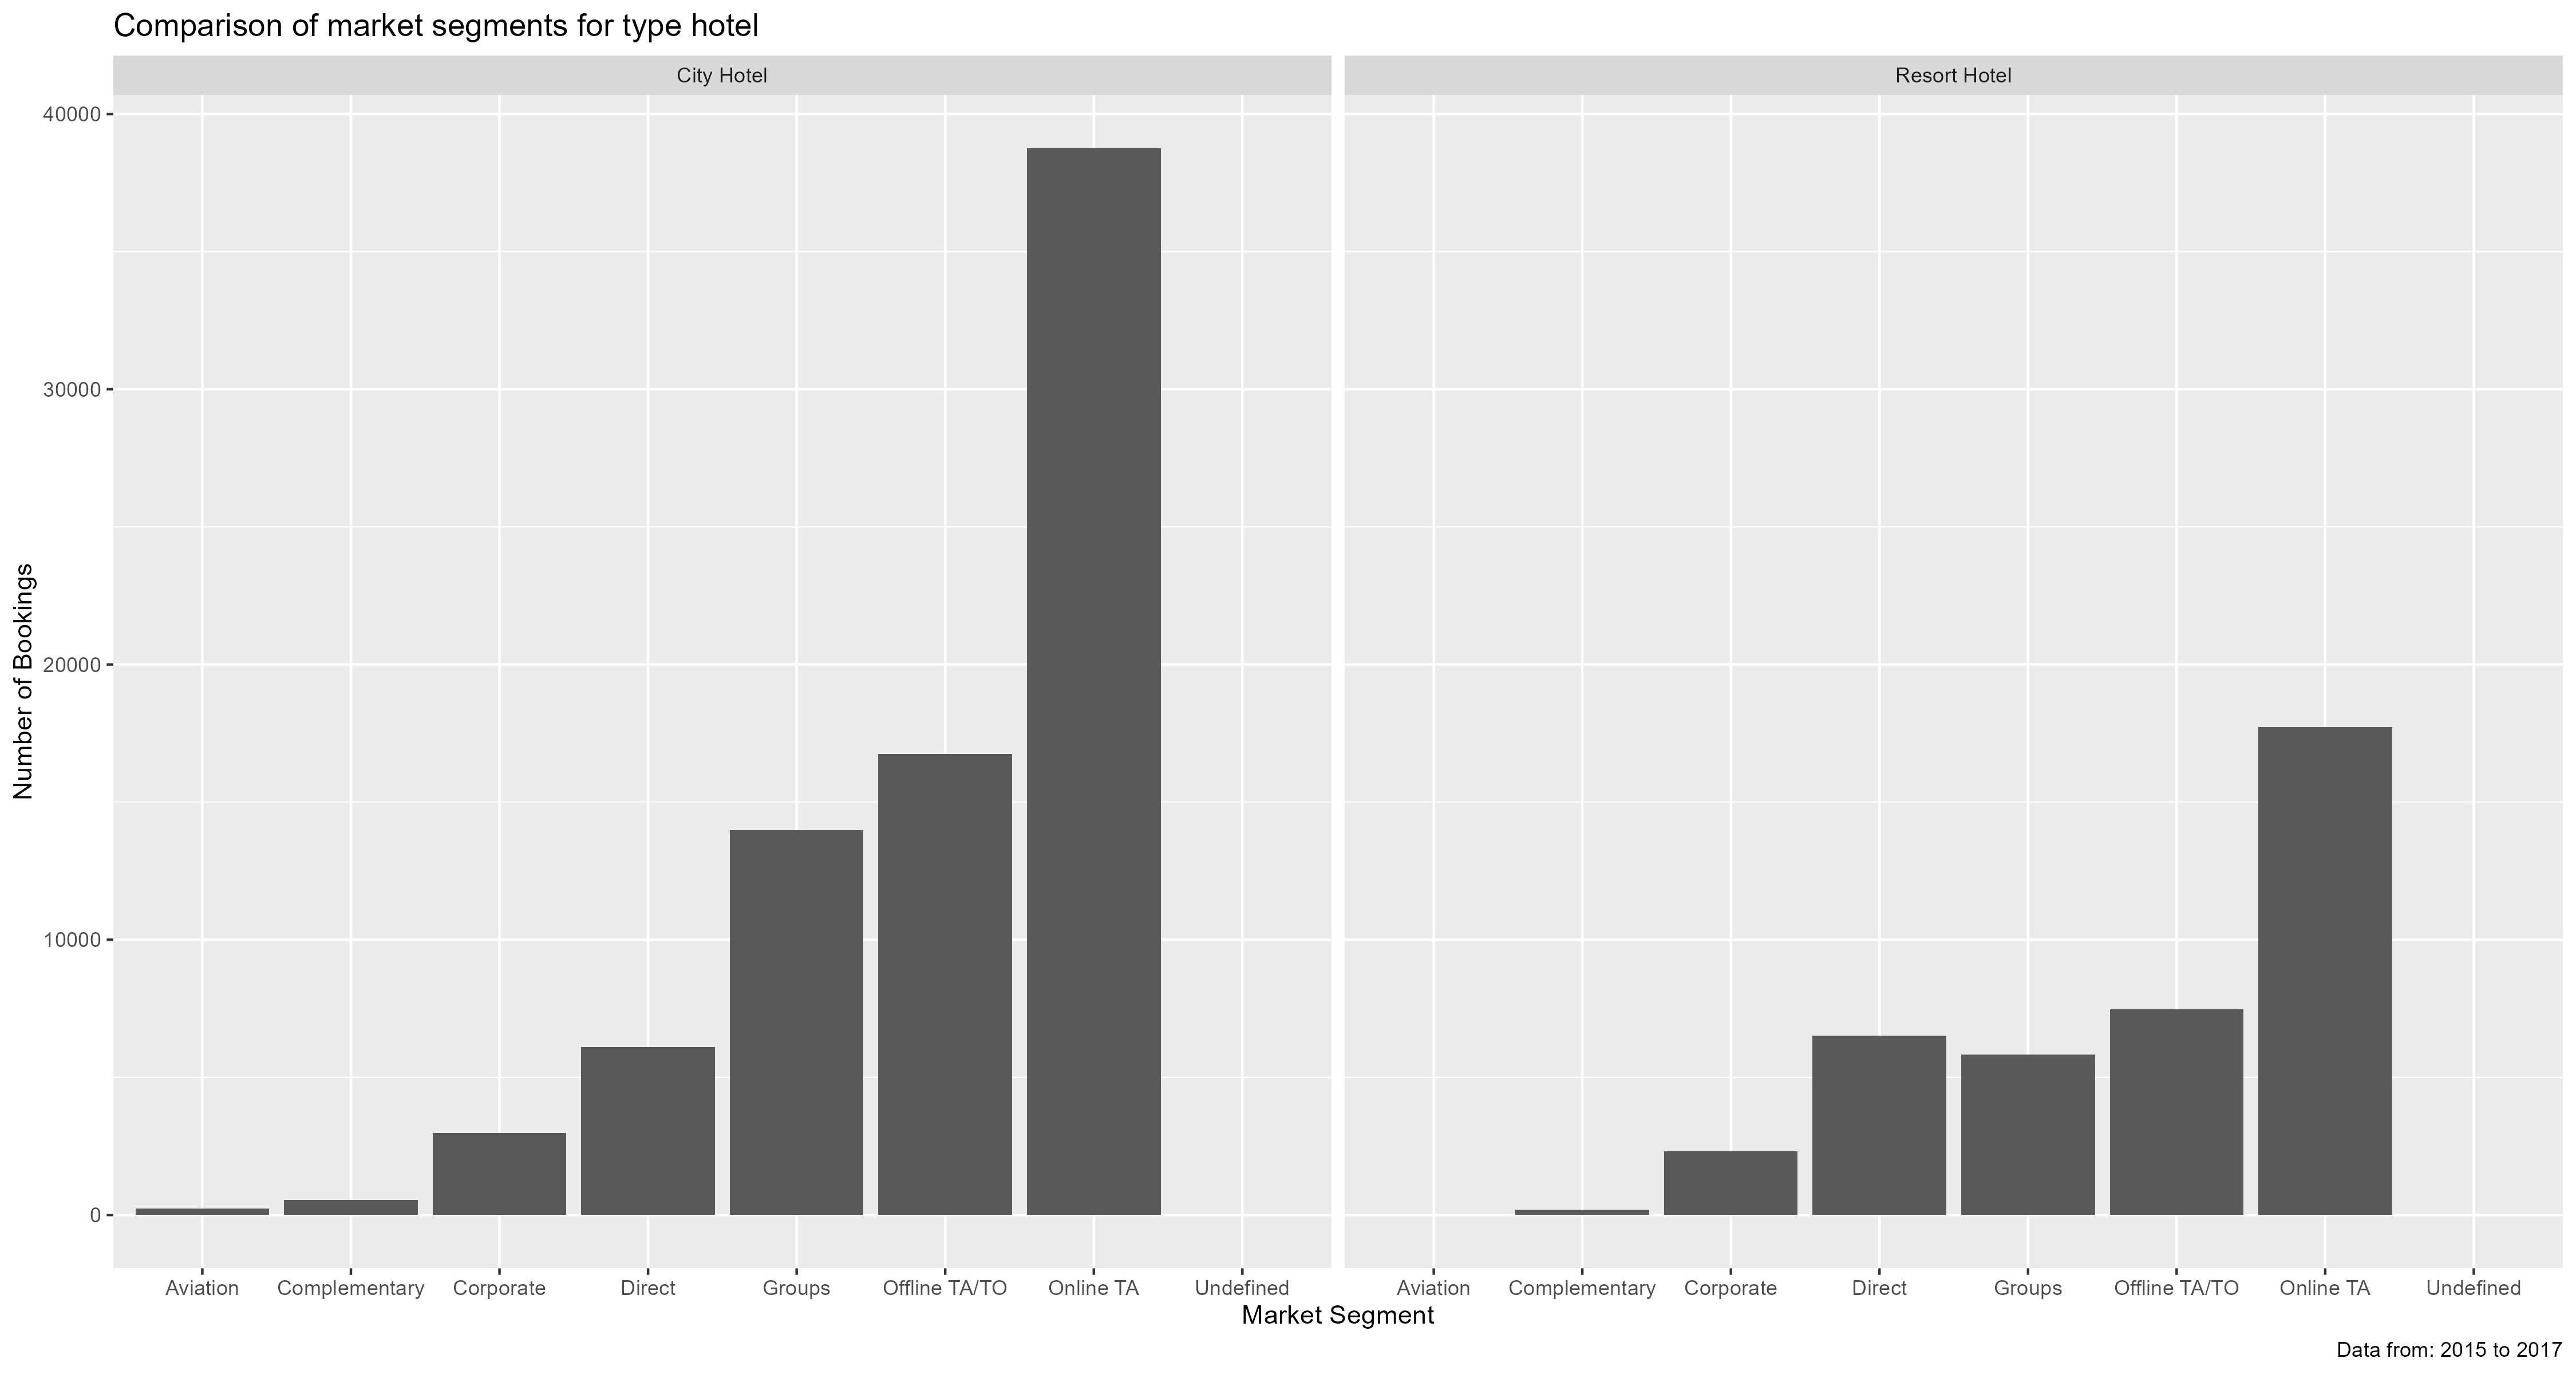 Comparison of market segments for type hotel
City Hotel
Resort Hotel
Number of Bookings
40000
30000
20000
10000
0
Aviation
Complementary
Corporate
Direct
Groups
Offline TA/TO
Online TA
Undefined
Aviation
Complementary
Corporate
Direct
Groups
Offline TA/TO
Online TA
Undefined
Market Segment
Data from: 2015 to 2017